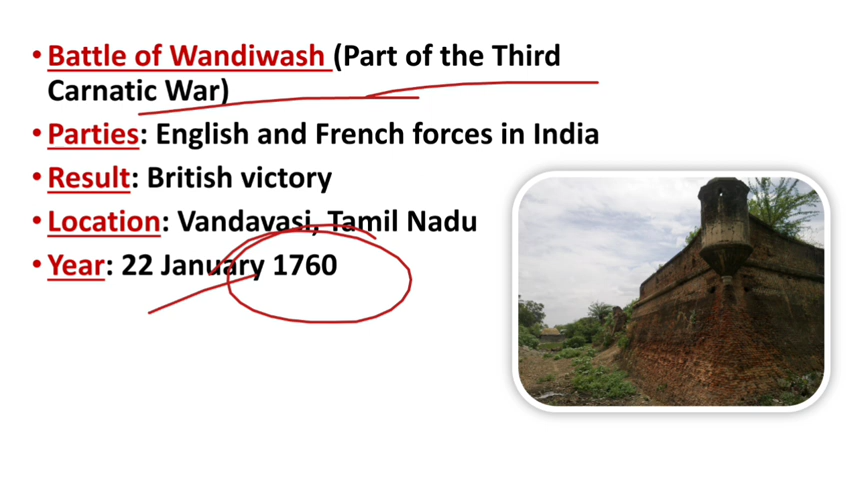 • Battle of Wandiwash (Part of the Third
Carnatic War)
• Parties: English and French forces in India
• Result: British victory
• Location: Vandavasi, Tamil Nadu
• Year: 22 January 1760